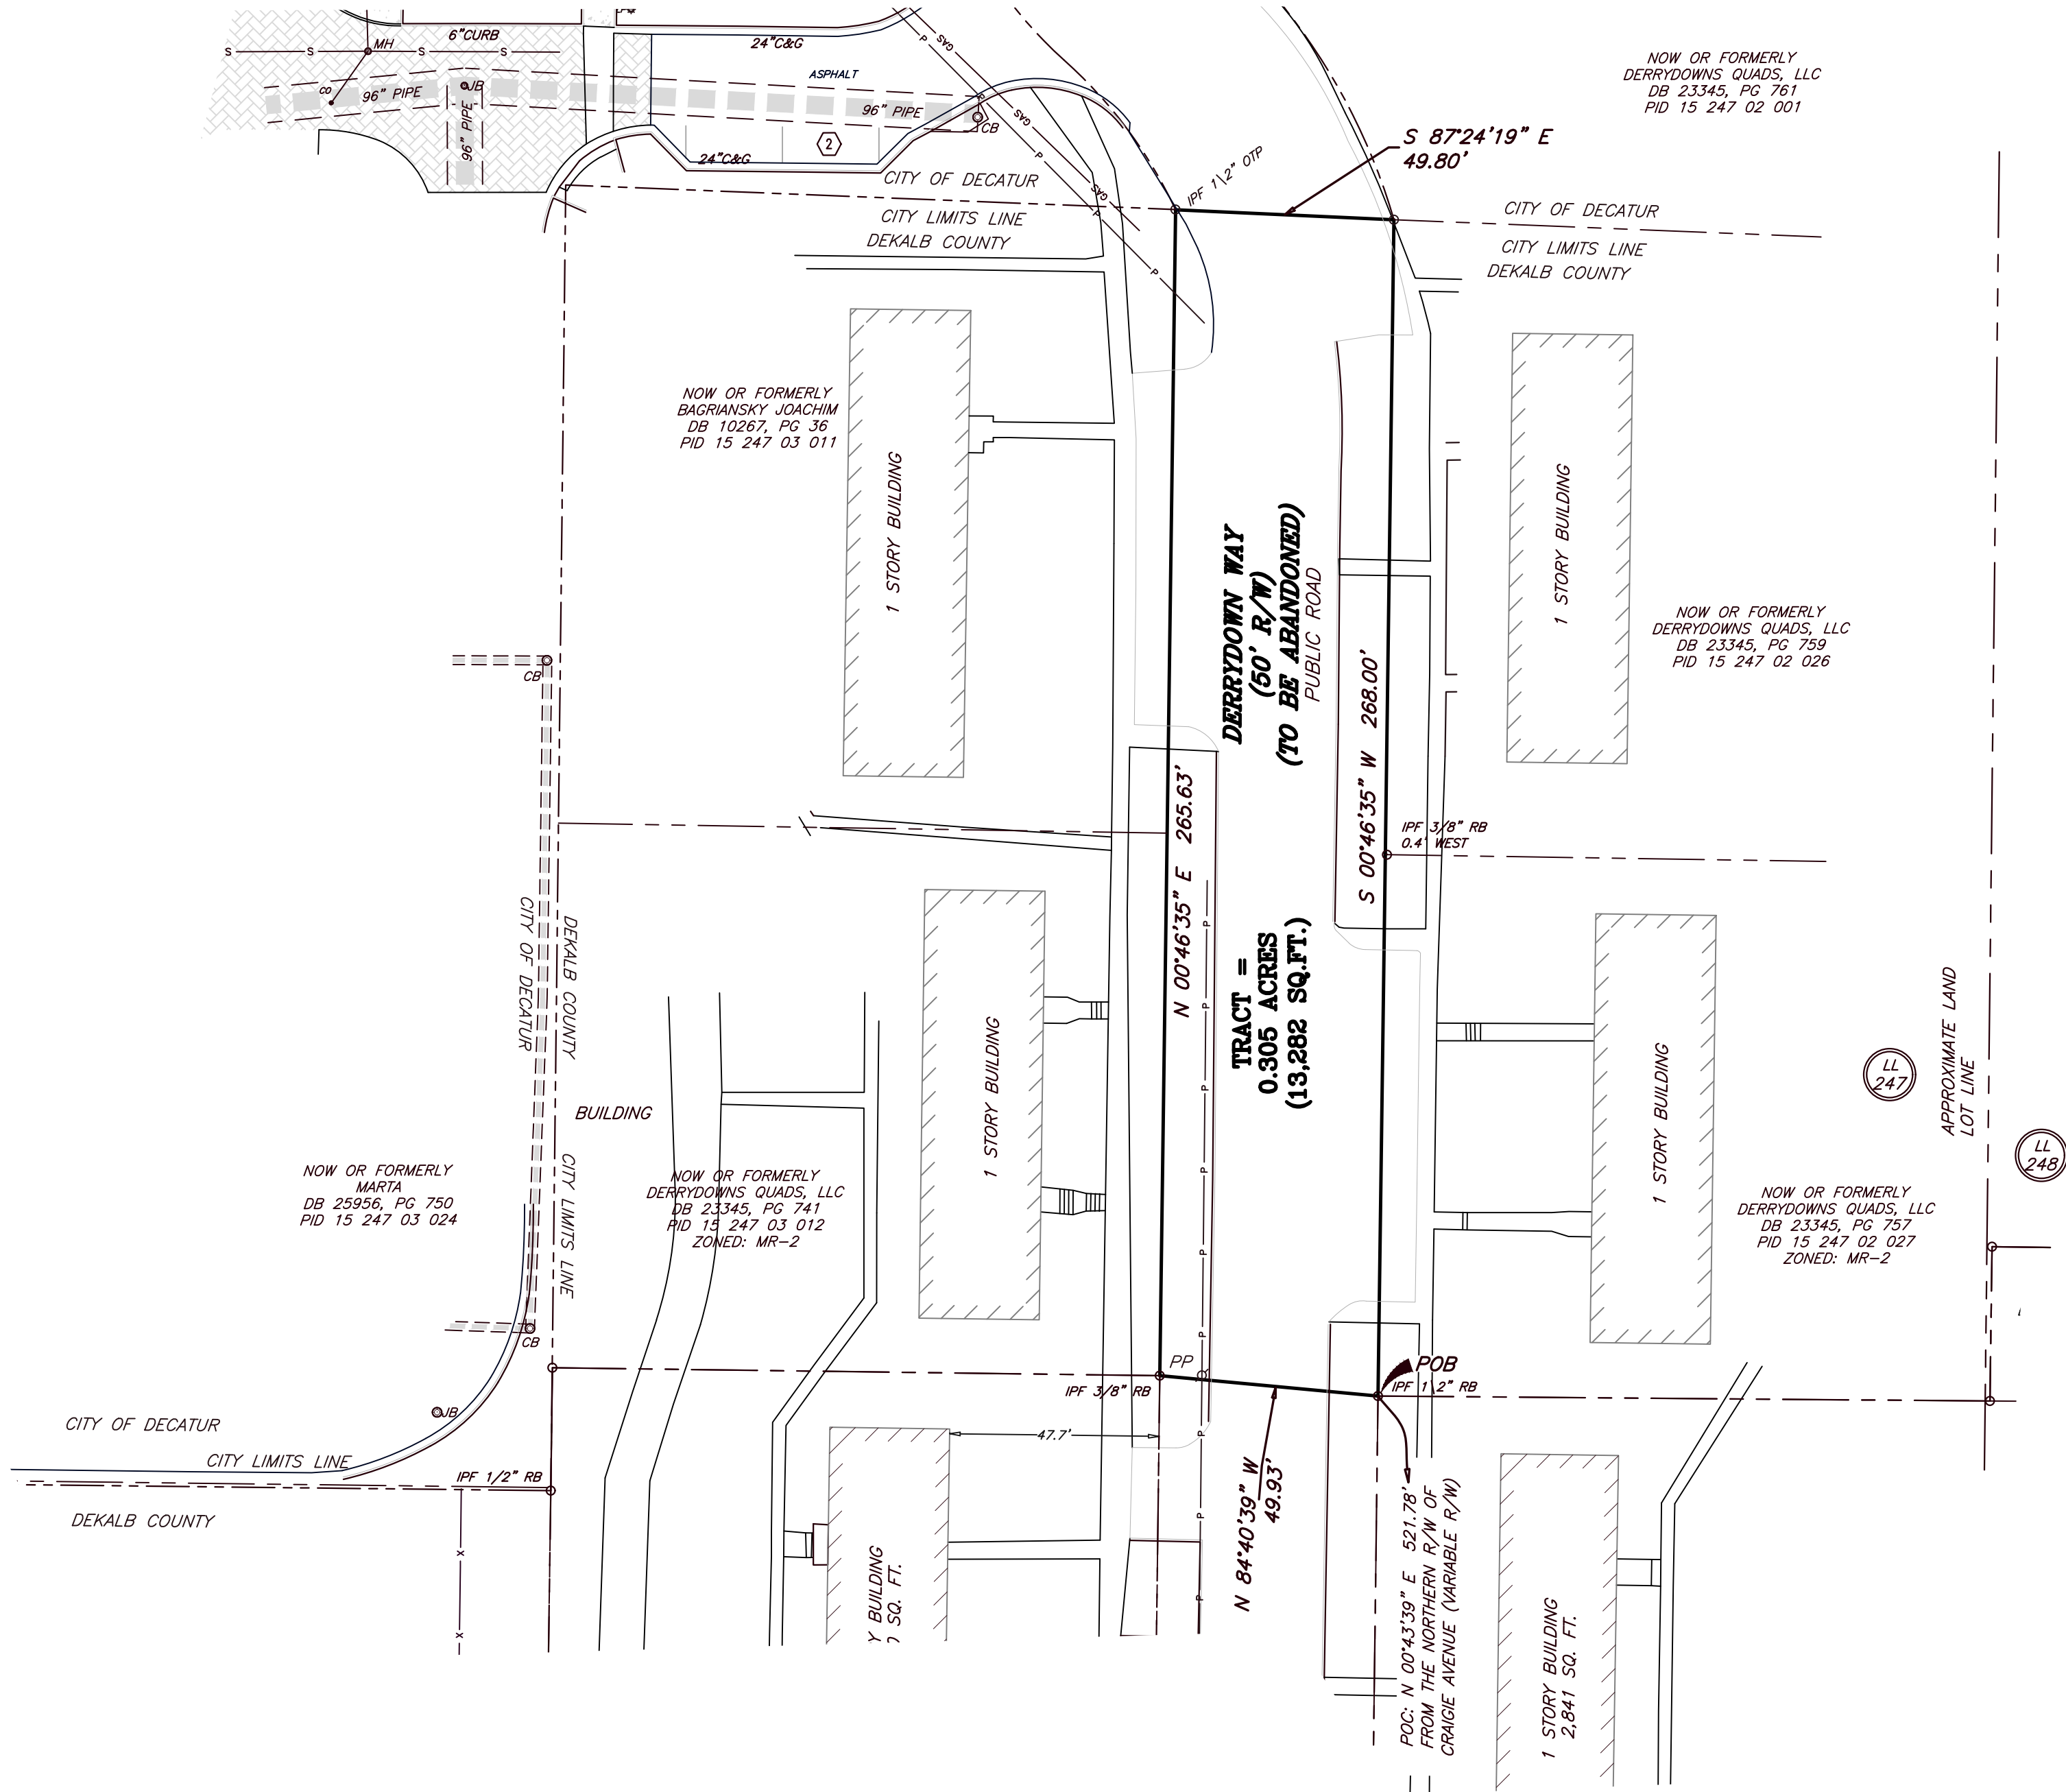 MH
6"CURB
S S S S
96" PIPE
JB
CB
96" PIPE
24"C&G
ASPHALT
96" PIPE
CB
2
24"C&G
GAS
P
GAS
P
GAS
P
P
CITY OF DECATUR
CITY LIMITS LINE
DEKALB COUNTY
IPF 1\2" OTP
S 87°24'19" E
49.80'
NOW OR FORMERLY
DERRYDOWNS QUADS, LLC
DB 23345, PG 761
PID 15 247 02 001
CITY OF DECATUR
CITY LIMITS LINE
DEKALB COUNTY
NOW OR FORMERLY
BAGRIANSKY JOACHIM
DB 10267, PG 36
PID 15 247 03 011
1 STORY BUILDING
DERRYDOWN WAY
(50' R/W)
(TO BE ABANDONED)
PUBLIC ROAD
1 STORY BUILDING
NOW OR FORMERLY
DERRYDOWNS QUADS, LLC
DB 23345, PG 759
PID 15 247 02 026
CB
N 00°46'35" E 265.63'
S 00°46'35" W 268.00'
IPF 3/8" RB
0.4' WEST
CITY OF DECATUR
DEKALB COUNTY
CITY LIMITS LINE
TRACT =
0.305 ACRES
(13,282 SQ.FT.)
P P P P P P
BUILDING
1 STORY BUILDING
1 STORY BUILDING
LL
247
APPROXIMATE LAND
LOT LINE
LL
248
NOW OR FORMERLY
MARTA
DB 25956, PG 750
PID 15 247 03 024
NOW OR FORMERLY
DERRYDOWNS QUADS, LLC
DB 23345, PG 741
PID 15 247 03 012
ZONED: MR-2
NOW OR FORMERLY
DERRYDOWNS QUADS, LLC
DB 23345, PG 757
PID 15 247 02 027
ZONED: MR-2
CB
PP
IPF 3/8" RB
POB
IPF 1\2" RB
JB
CITY OF DECATUR
CITY LIMITS LINE
IPF 1/2" RB
DEKALB COUNTY
X
X
47.7'
N 84°40'39" W
49.93'
POC: N 00°43'39" E 521.78'
FROM THE NORTHERN R/W OF
CRAIGIE AVENUE (VARIABLE R/W)
Y BUILDING
SQ. FT.
1 STORY BUILDING
2,841 SQ. FT.